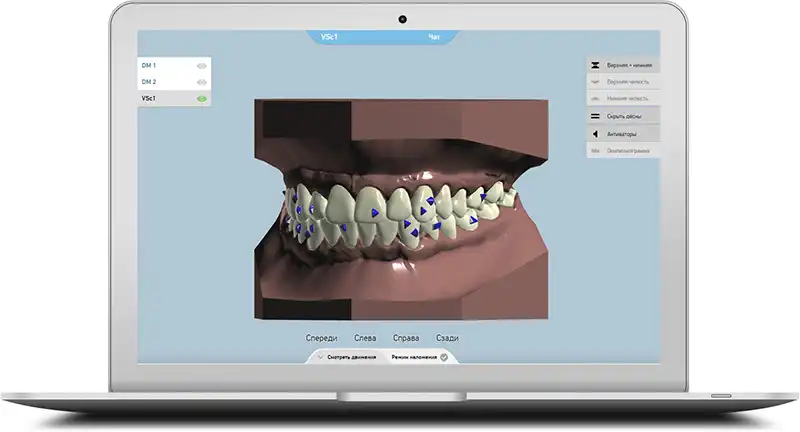 VSc1 Чат
DM 1
DM 2
VSc1
Верхняя + нижняя
Верхняя челюсть
Нижняя челюсть
Скрыть дёсны
Активаторы
Спереди Слева Справа Сзади
Смотреть движения Режим наложения